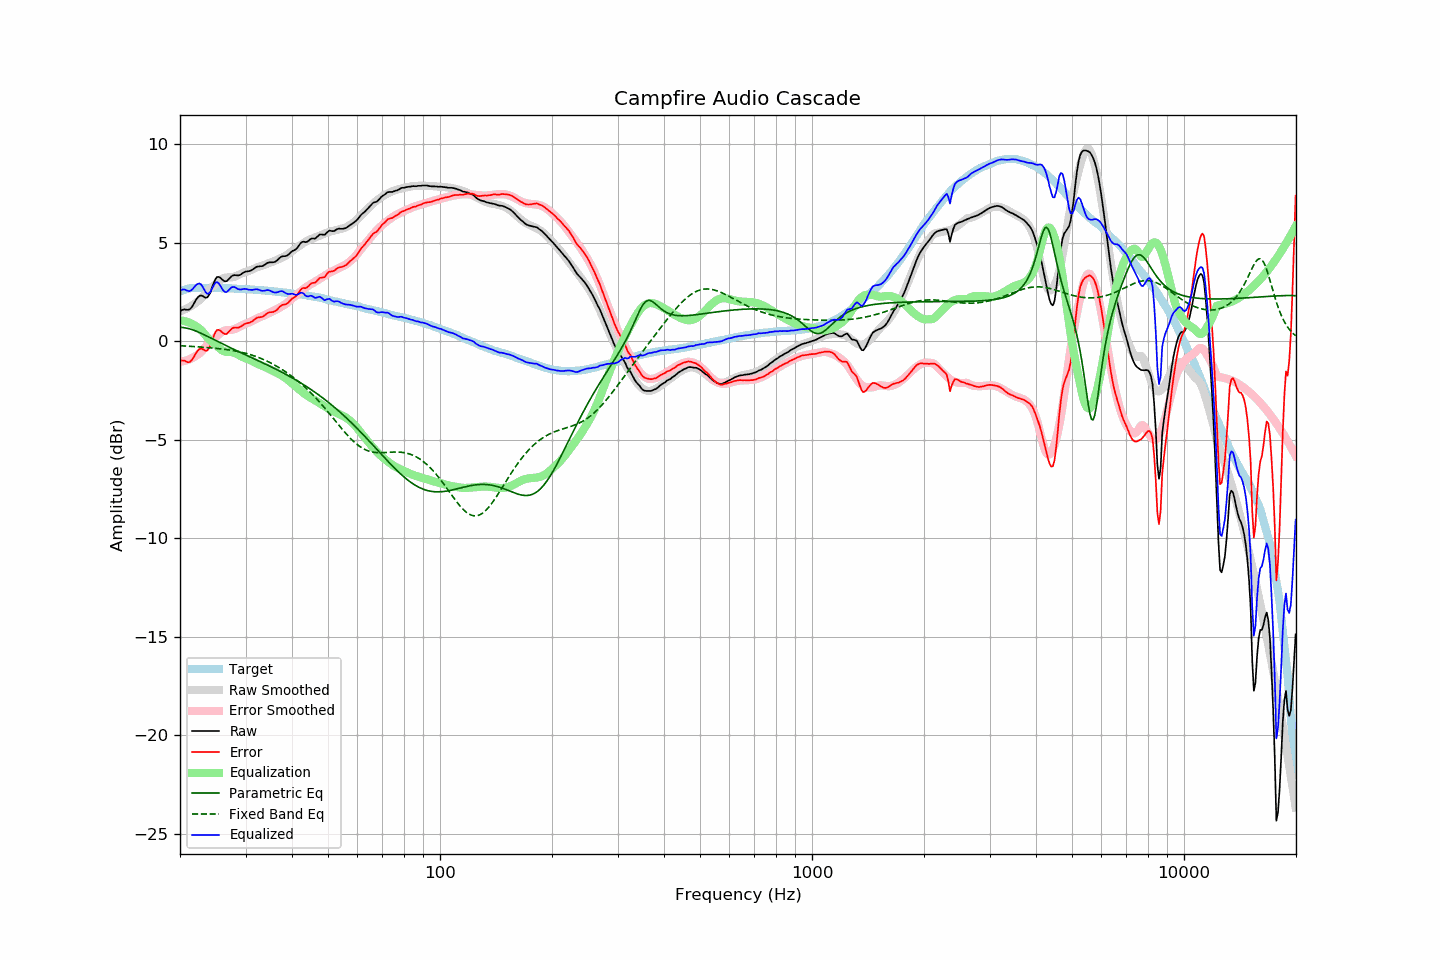 Campfire Audio Cascade
10
5
0
−5
−10
−15
−20
−25
Amplitude (dBr)
Target
Raw Smoothed
Error Smoothed
Raw
Error
Equalization
Parametric Eq
Fixed Band Eq
Equalized
100
1000
10000
Frequency (Hz)